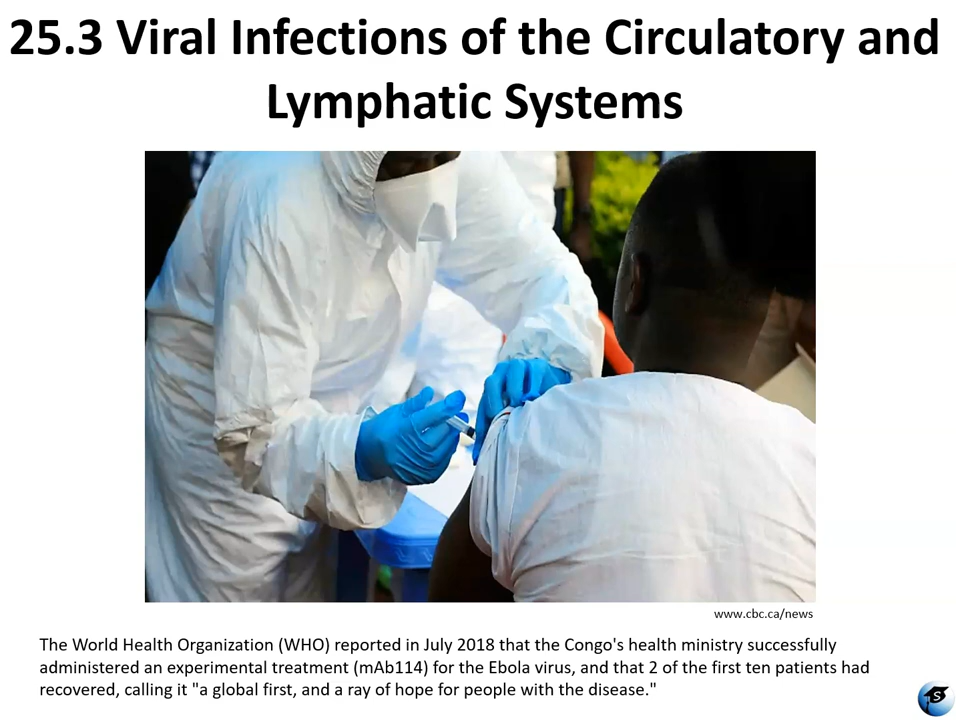 25.3 Viral Infections of the Circulatory and
Lymphatic Systems
www.cbc.ca/news
The World Health Organization (WHO) reported in July 2018 that the Congo's health ministry successfully
administered an experimental treatment (mAb114) for the Ebola virus, and that 2 of the first ten patients had
recovered, calling it "a global first, and a ray of hope for people with the disease."
S